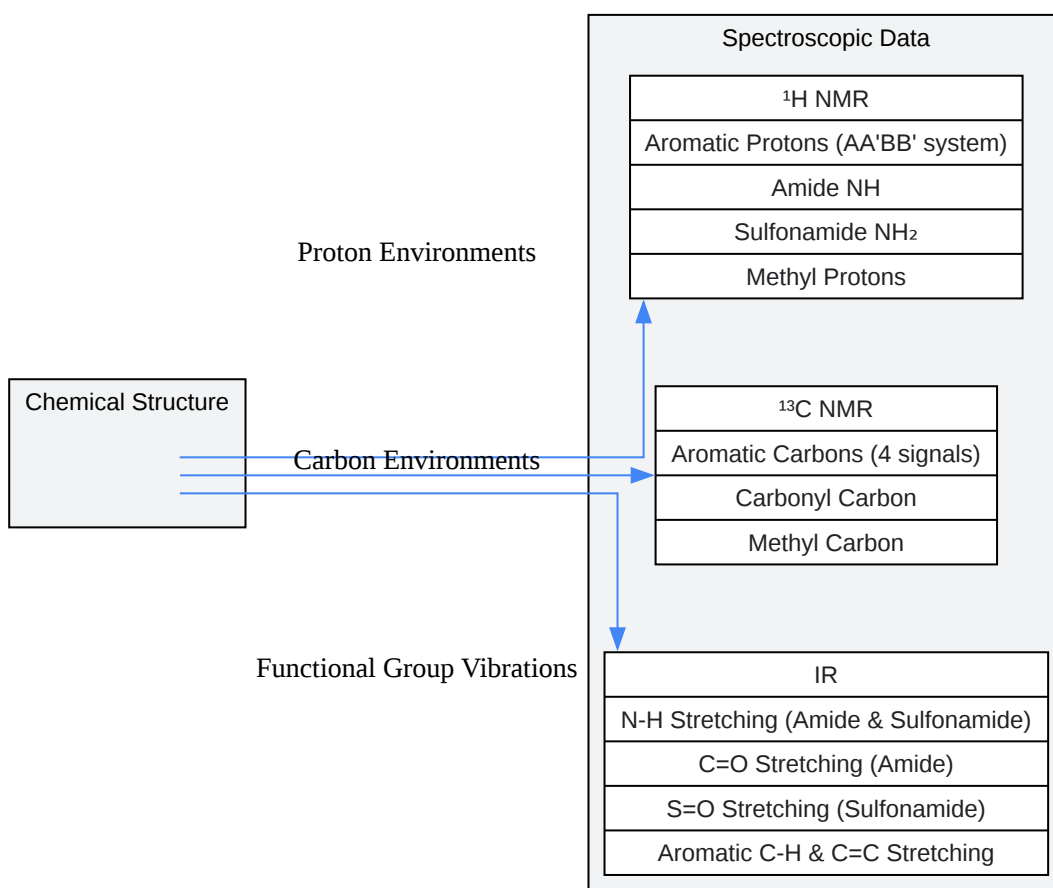 Spectroscopic Data
¹H NMR
Aromatic Protons (AA'BB' system)
Amide NH
Sulfonamide NH₂
Methyl Protons
Proton Environments
Chemical Structure
Carbon Environments
¹³C NMR
Aromatic Carbons (4 signals)
Carbonyl Carbon
Methyl Carbon
Functional Group Vibrations
IR
N-H Stretching (Amide & Sulfonamide)
C=O Stretching (Amide)
S=O Stretching (Sulfonamide)
Aromatic C-H & C=C Stretching